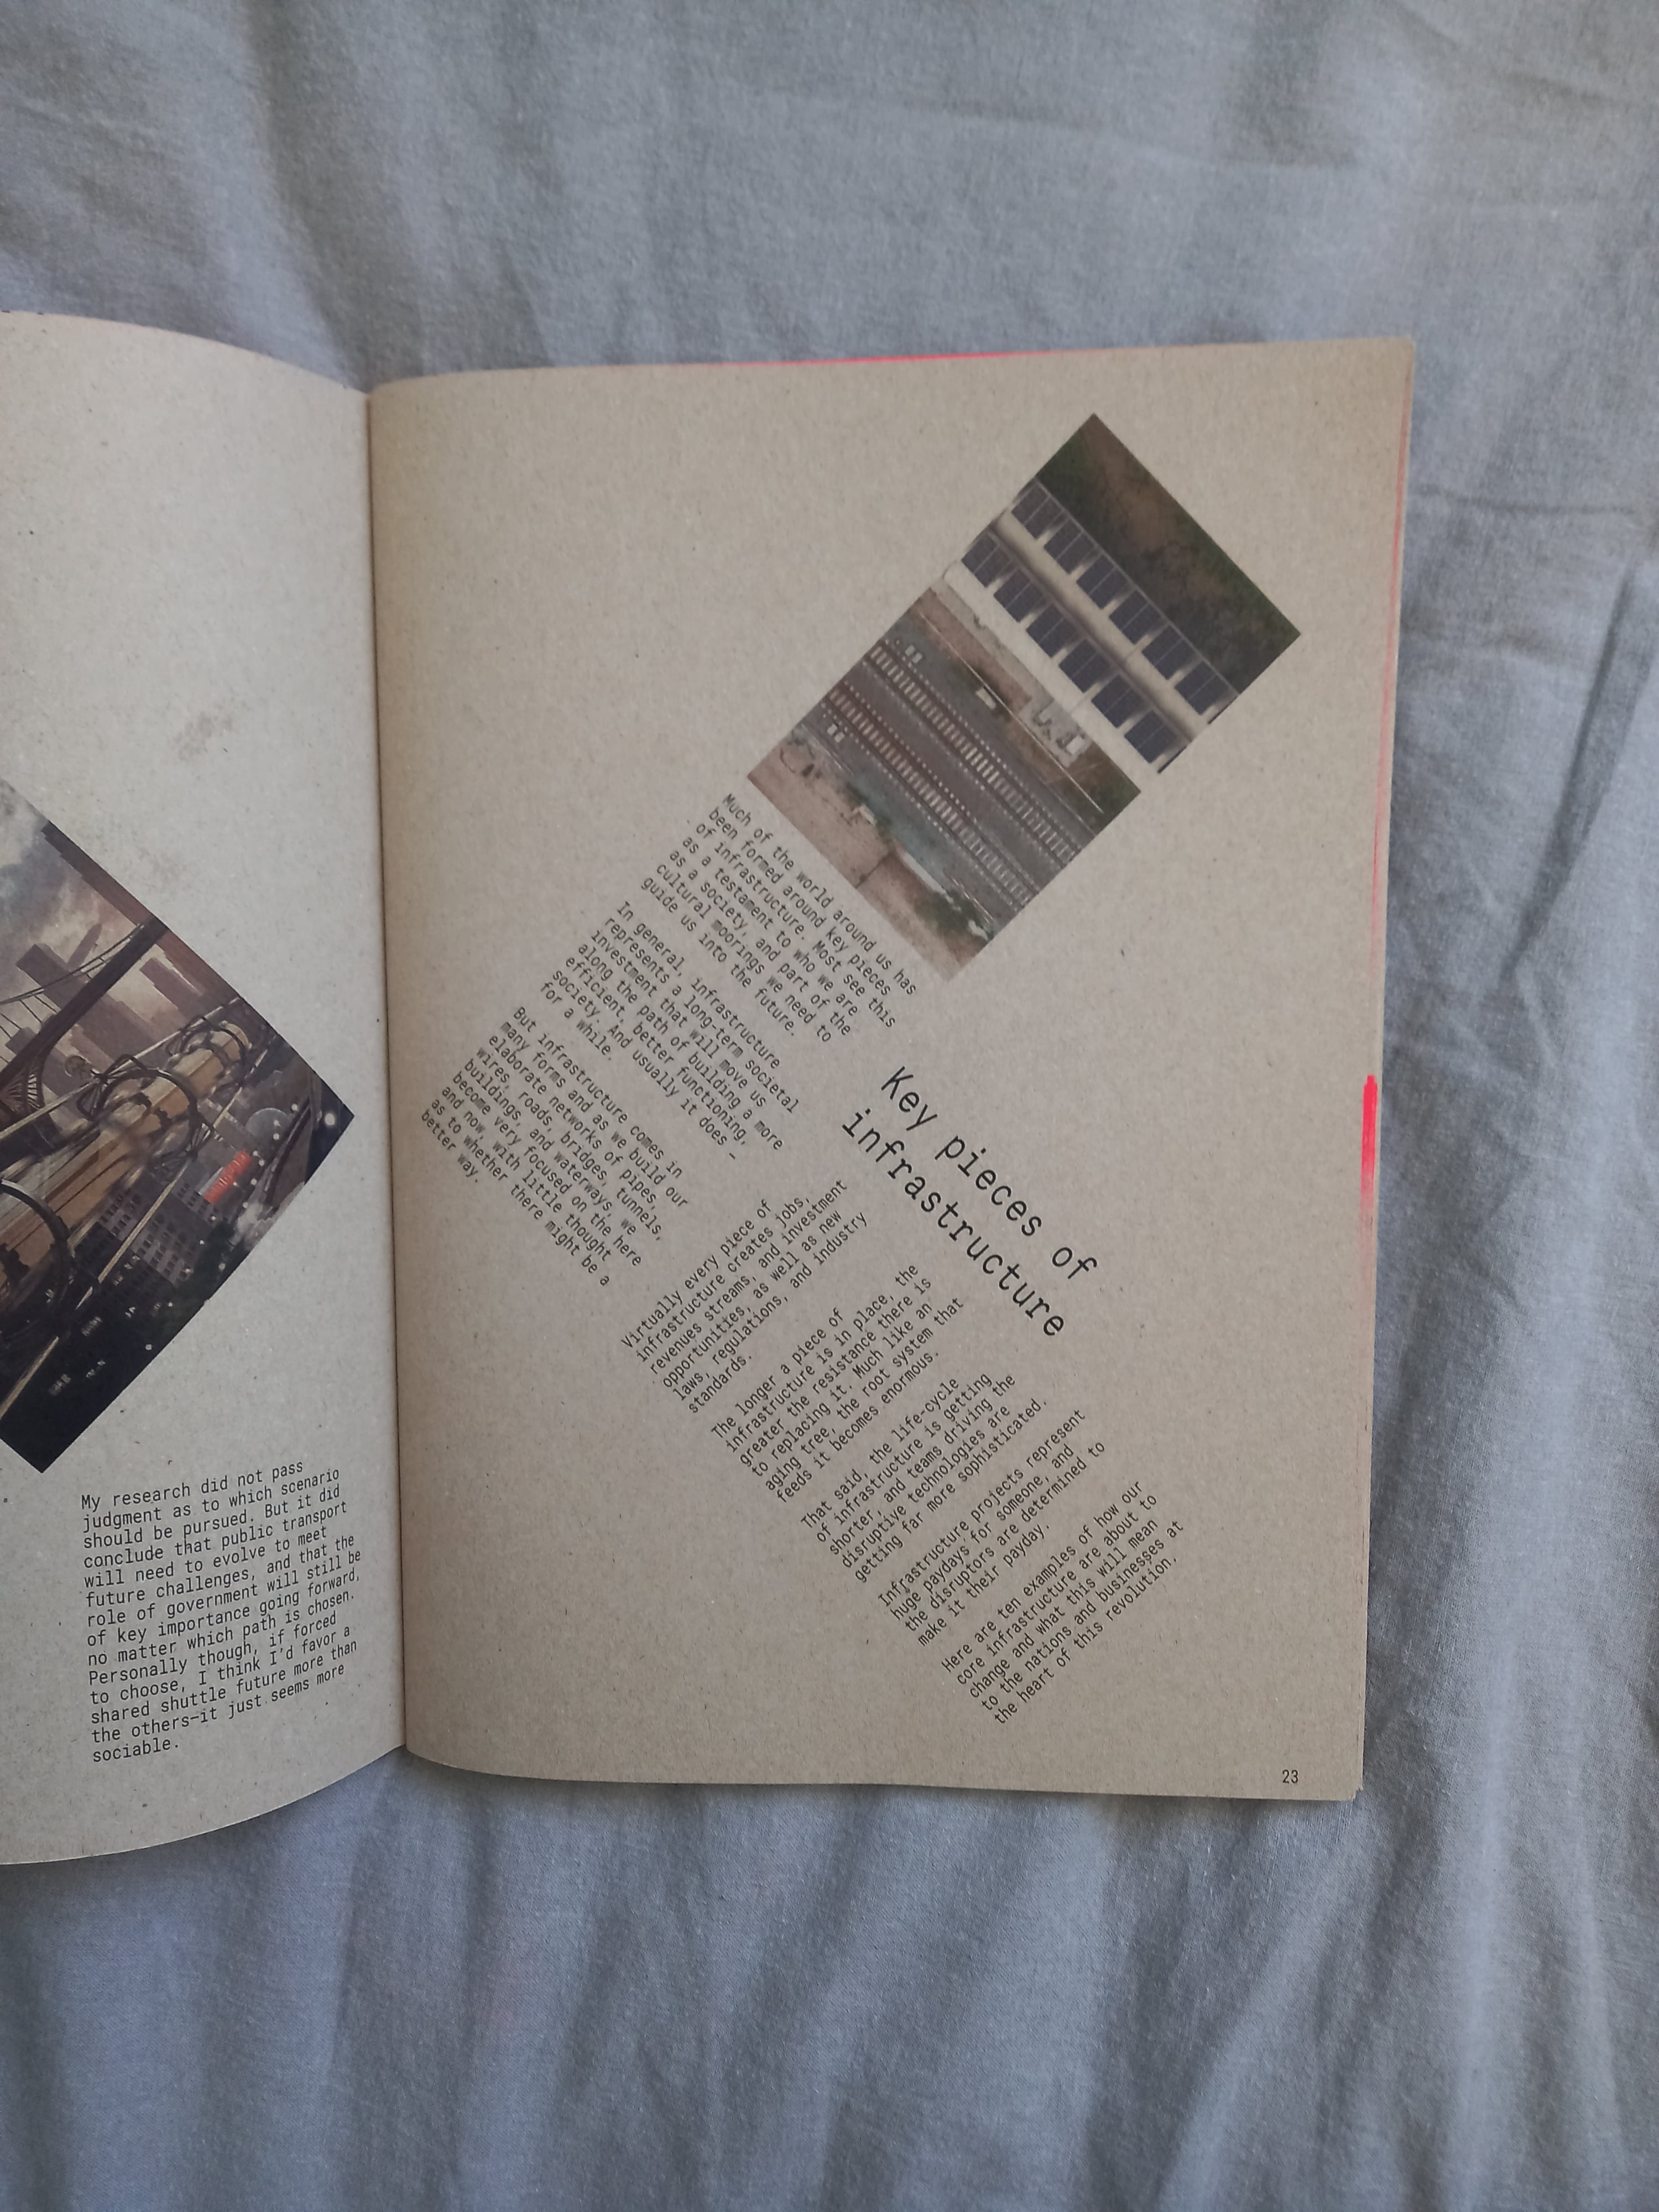 My research did not pass
judgment as to which scenario
should be pursued. But it did
conclude that public transport
will need to evolve to meet
future challenges, and that the
role of government will still be
of key importance going forward,
no matter which path is chosen.
Personally though, if forced
to choose, I think I'd favor a
shared shuttle future more than
the others—it just seems more
sociable.
Key pieces of
infrastructure
Much of the world around us has
been formed around key pieces
of infrastructure. Most see this
as a testament to who we are
as a society, and part of the
cultural moorings we need to
guide us into the future.
In general, infrastructure
represents a long-term societal
investment that will move us
along the path of building a more
efficient, better functioning,
society. And usually it does –
for a while.
But infrastructure comes in
many forms and as we build our
elaborate networks of pipes,
wires, roads, bridges, tunnels,
buildings, and waterways, we
become very focused on the here
and now, with little thought
as to whether there might be a
better way.
Virtually every piece of
infrastructure creates jobs,
revenues streams, and investment
opportunities, as well as new
laws, regulations, and industry
standards.
The longer a piece of
infrastructure is in place, the
greater the resistance there is
to replacing it. Much like an
aging tree, the root system that
feeds it becomes enormous.
That said, the life-cycle
of infrastructure is getting
shorter, and teams driving the
disruptive technologies are
getting far more sophisticated.
Infrastructure projects represent
huge paydays for someone, and
the disruptors are determined to
make it their payday.
Here are ten examples of how our
core infrastructure are about to
change and what this will mean
to the nations and businesses at
the heart of this revolution.
23